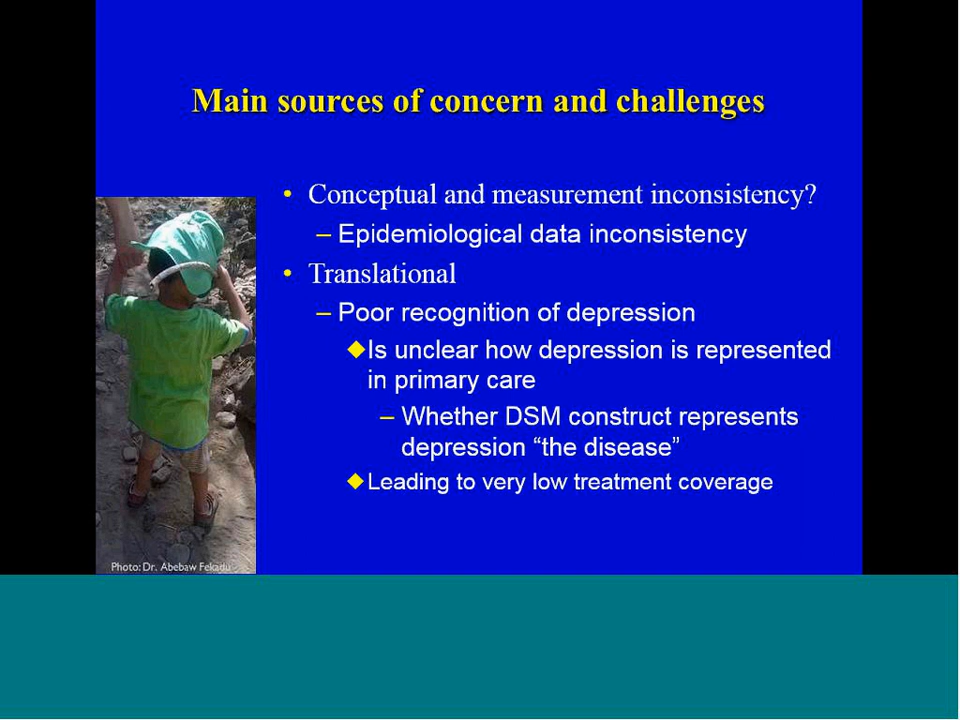 Main sources of concern and challenges
• Conceptual and measurement inconsistency?
– Epidemiological data inconsistency
• Translational
– Poor recognition of depression
◆Is unclear how depression is represented
in primary care
– Whether DSM construct represents
depression “the disease”
◆Leading to very low treatment coverage
Photo: Dr. Abebaw Fekadu